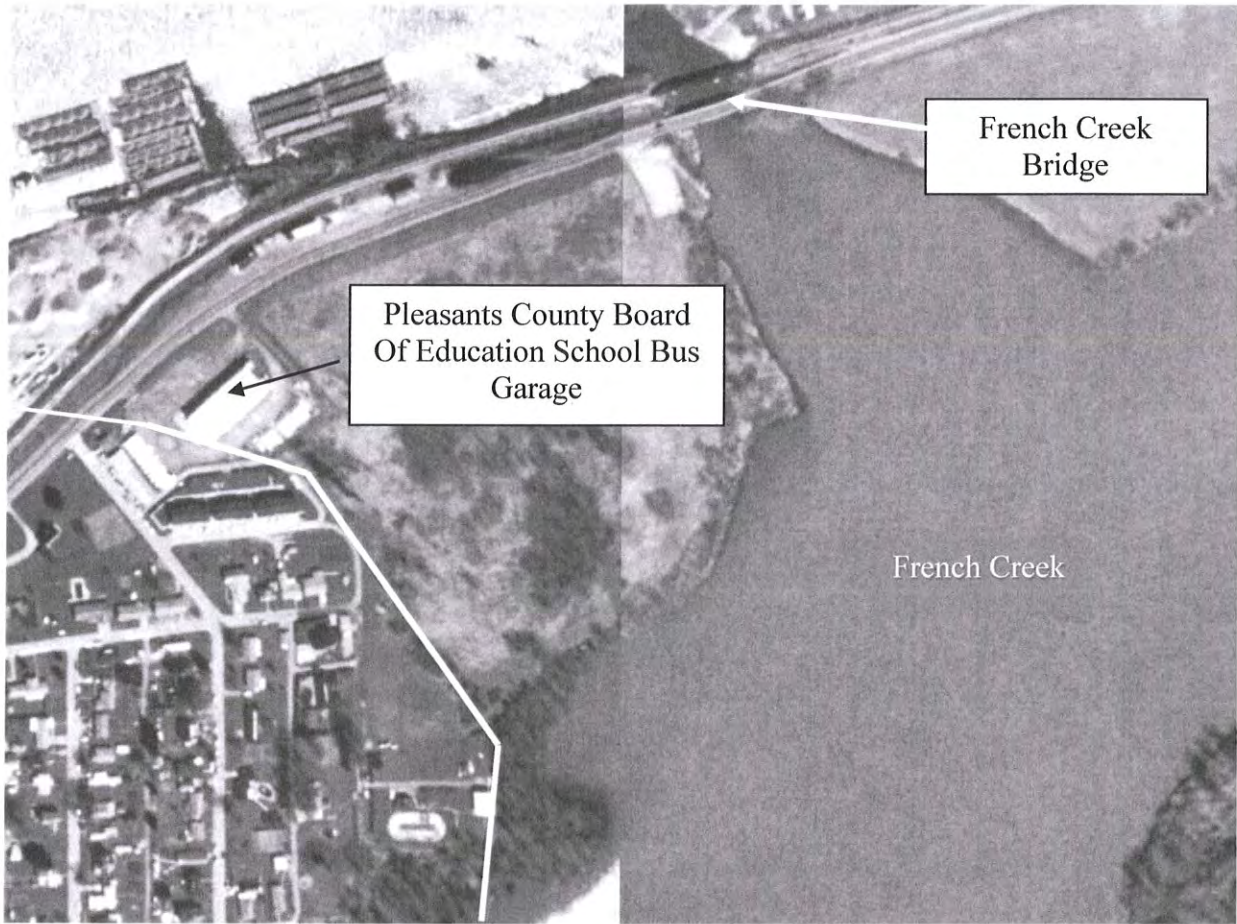 French Creek
Bridge
Pleasants County Board
Of Education School Bus
Garage
French Creek